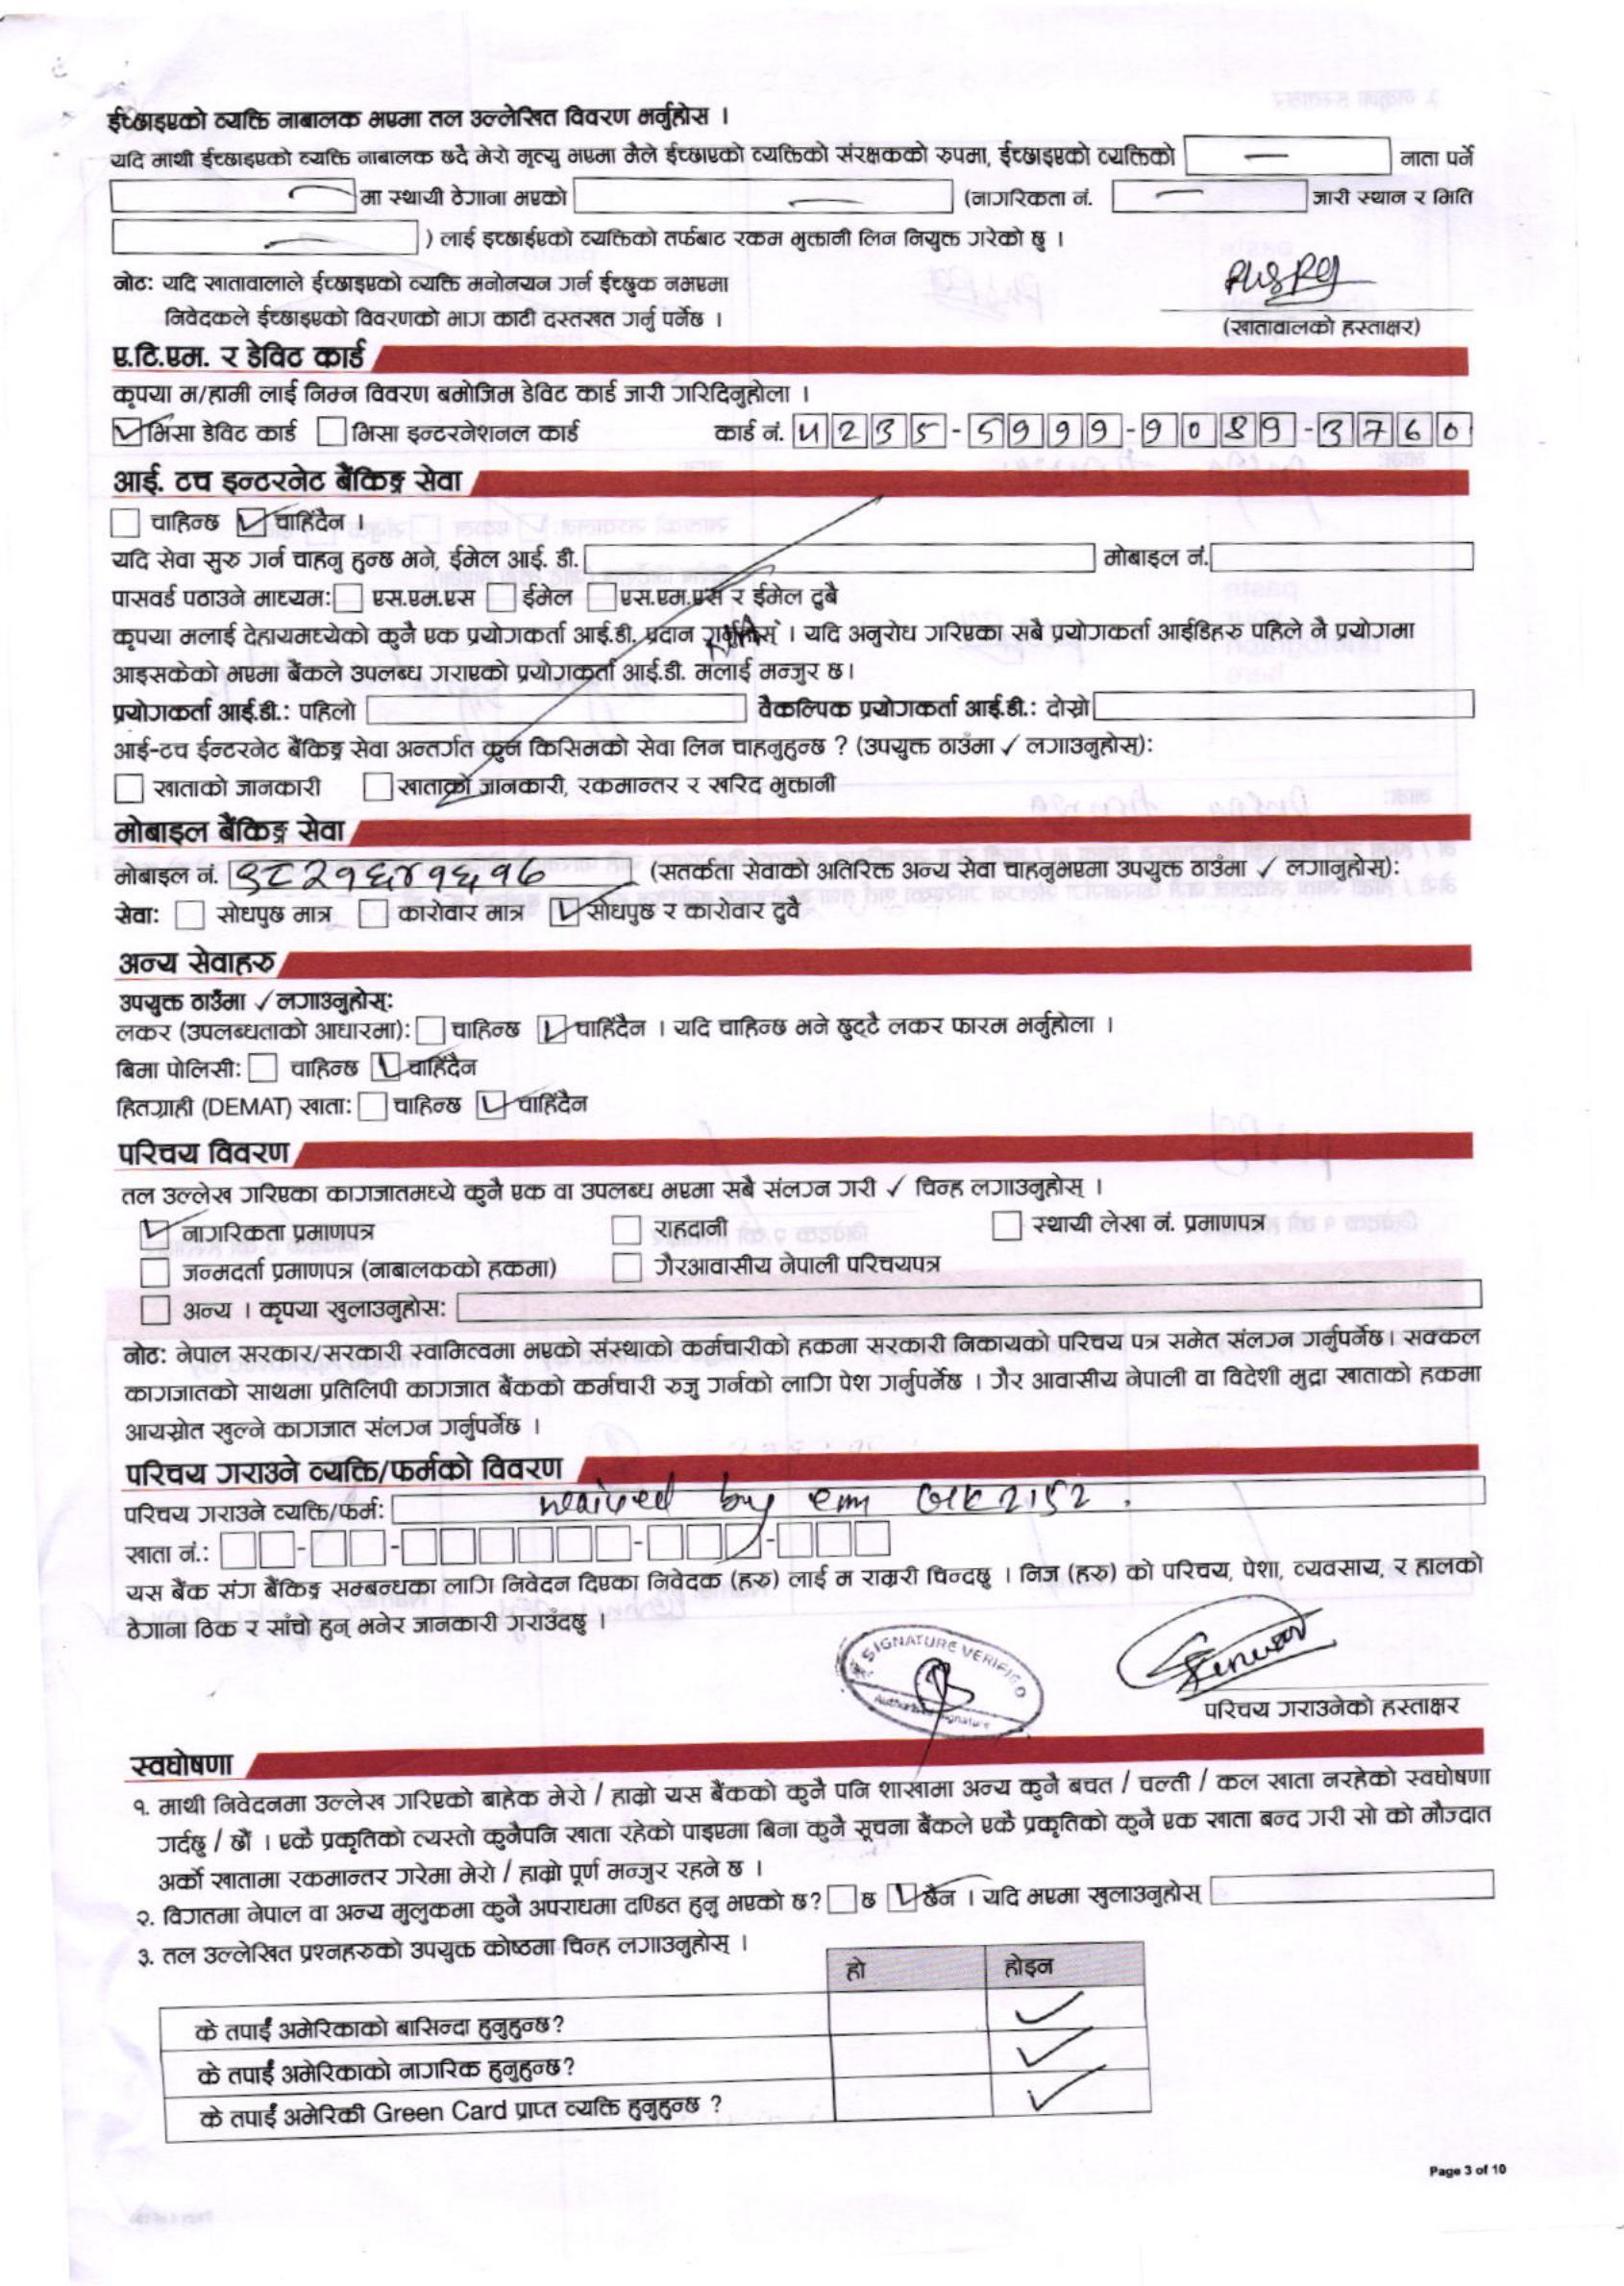 ईच्छाइएको व्यक्ति नाबालक भएमा तल उल्लेखित विवरण भर्नुहोस ।
यदि माथी ईच्छाइएको व्यक्ति नाबालक छदै मेरो मृत्यु भएमा मैले ईच्छाएको व्यक्तिको संरक्षकको रुपमा, ईच्छाइएको व्यक्तिको — नाता पर्ने
— मा स्थायी ठेगाना भएको — (नागरिकता नं. — जारी स्थान र मिति
— ) लाई इच्छाईएको व्यक्तिको तर्फबाट रकम भुक्तानी लिन नियुक्त गरेको छु ।
नोट: यदि खातावालाले ईच्छाइएको व्यक्ति मनोनयन गर्न ईच्छुक नभएमा
निवेदकले ईच्छाइएको विवरणको भाग काटी दस्तखत गर्नु पर्नेछ ।
(खातावालको हस्ताक्षर)
ए.टि.एम. र डेविट कार्ड
कृपया म/हामी लाई निम्न विवरण बमोजिम डेविट कार्ड जारी गरिदिनुहोला ।
✓ भिसा डेविट कार्ड भिसा इन्टरनेशनल कार्ड कार्ड नं. 4235-5999-9089-3760
आई. टच इन्टरनेट बैंकिङ्ग सेवा
चाहिन्छ ✓ चाहिंदैन ।
यदि सेवा सुरु गर्न चाहनु हुन्छ भने, ईमेल आई. डी. मोबाइल नं.
पासवर्ड पठाउने माध्यम: एस.एम.एस ईमेल एस.एम.एस र ईमेल दुबै
कृपया मलाई देहायमध्येको कुनै एक प्रयोगकर्ता आई.डी. प्रदान गर्नुहोस् । यदि अनुरोध गरिएका सबै प्रयोगकर्ता आईडिहरु पहिले नै प्रयोगमा
आइसकेको भएमा बैंकले उपलब्ध गराएको प्रयोगकर्ता आई.डी. मलाई मन्जुर छ।
प्रयोगकर्ता आई.डी.: पहिलो वैकल्पिक प्रयोगकर्ता आई.डी.: दोस्रो
आई-टच ईन्टरनेट बैंकिङ्ग सेवा अन्तर्गत कुन किसिमको सेवा लिन चाहनुहुन्छ ? (उपयुक्त ठाउँमा ✓ लगाउनुहोस्):
खाताको जानकारी खाताको जानकारी, रकमान्तर र खरिद भुक्तानी
मोबाइल बैंकिङ्ग सेवा
मोबाइल नं. ९८२१६४१६१६ (सतर्कता सेवाको अतिरिक्त अन्य सेवा चाहनुभएमा उपयुक्त ठाउँमा ✓ लगानुहोस्):
सेवा: सोधपुछ मात्र कारोवार मात्र ✓ सोधपुछ र कारोवार दुवै
अन्य सेवाहरु
उपयुक्त ठाउँमा ✓ लगाउनुहोस्:
लकर (उपलब्धताको आधारमा): चाहिन्छ ✓ चाहिंदैन । यदि चाहिन्छ भने छुट्टै लकर फारम भर्नुहोला ।
बिमा पोलिसी: चाहिन्छ ✓ चाहिंदैन
हितग्राही (DEMAT) खाता: चाहिन्छ ✓ चाहिंदैन
परिचय विवरण
तल उल्लेख गरिएका कागजातमध्ये कुनै एक वा उपलब्ध भएमा सबै संलग्न गरी ✓ चिन्ह लगाउनुहोस् ।
✓ नागरिकता प्रमाणपत्र राहदानी स्थायी लेखा नं. प्रमाणपत्र
जन्मदर्ता प्रमाणपत्र (नाबालकको हकमा) गैरआवासीय नेपाली परिचयपत्र
अन्य । कृपया खुलाउनुहोस:
नोट: नेपाल सरकार/सरकारी स्वामित्वमा भएको संस्थाको कर्मचारीको हकमा सरकारी निकायको परिचय पत्र समेत संलग्न गर्नुपर्नेछ। सक्कल
कागजातको साथमा प्रतिलिपी कागजात बैंकको कर्मचारी रुजु गर्नको लागि पेश गर्नुपर्नेछ । गैर आवासीय नेपाली वा विदेशी मुद्रा खाताको हकमा
आयस्रोत खुल्ने कागजात संलग्न गर्नुपर्नेछ ।
परिचय गराउने व्यक्ति/फर्मको विवरण
परिचय गराउने व्यक्ति/फर्म: waived by 2152.
खाता नं.:
यस बैंक संग बैंकिङ्ग सम्बन्धका लागि निवेदन दिएका निवेदक (हरु) लाई म राम्ररी चिन्दछु । निज (हरु) को परिचय, पेशा, व्यवसाय, र हालको
ठेगाना ठिक र साँचो हुन् भनेर जानकारी गराउँदछु ।
SIGNATURE VERIFIED
Authorized Signature
परिचय गराउनेको हस्ताक्षर
स्वघोषणा
१. माथी निवेदनमा उल्लेख गरिएको बाहेक मेरो / हाम्रो यस बैंकको कुनै पनि शाखामा अन्य कुनै बचत / चल्ती / कल खाता नरहेको स्वघोषणा
गर्दछु / छौं । एकै प्रकृतिको त्यस्तो कुनैपनि खाता रहेको पाइएमा बिना कुनै सूचना बैंकले एकै प्रकृतिको कुनै एक खाता बन्द गरी सो को मौज्दात
अर्को खातामा रकमान्तर गरेमा मेरो / हाम्रो पूर्ण मन्जुर रहने छ ।
२. विगतमा नेपाल वा अन्य मुलुकमा कुनै अपराधमा दण्डित हुनु भएको छ? छ ✓ छैन । यदि भएमा खुलाउनुहोस्
३. तल उल्लेखित प्रश्नहरुको उपयुक्त कोष्ठमा चिन्ह लगाउनुहोस् ।
हो होइन
के तपाईं अमेरिकाको बासिन्दा हुनुहुन्छ? ✓
के तपाईं अमेरिकाको नागरिक हुनुहुन्छ? ✓
के तपाईं अमेरिकी Green Card प्राप्त व्यक्ति हुनुहुन्छ ? ✓
Page 3 of 10